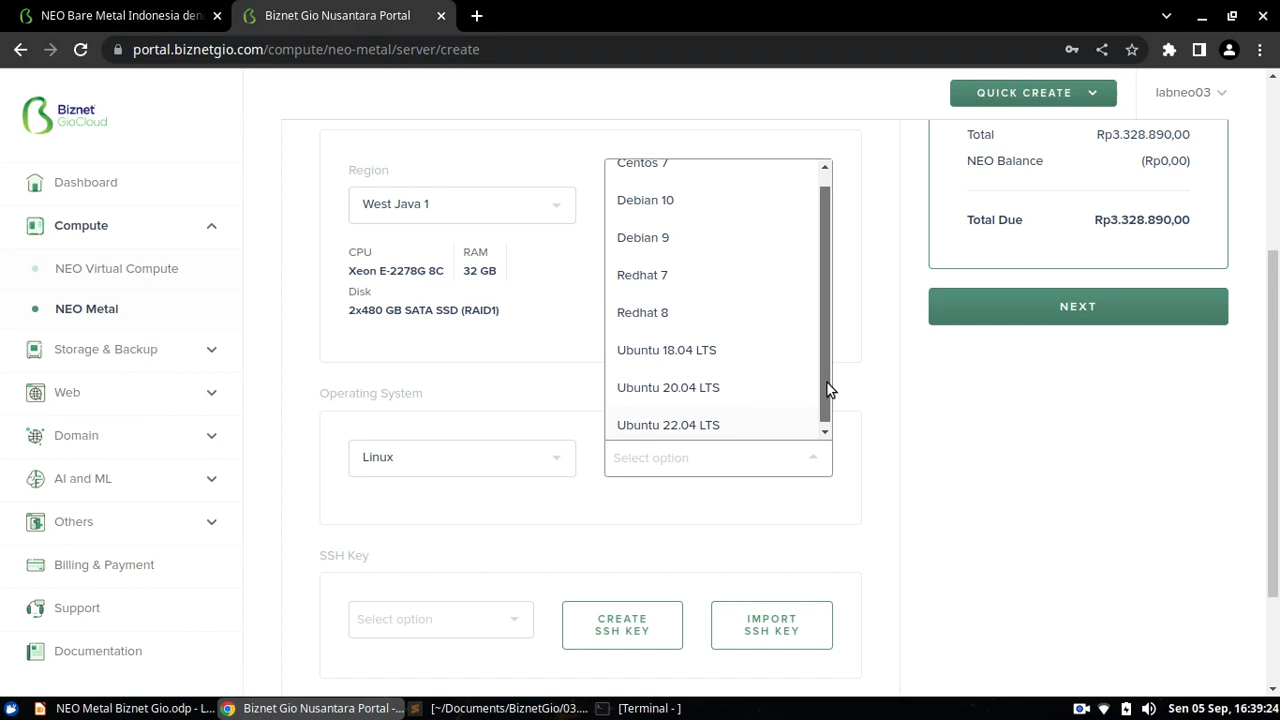 NEO Bare Metal Indonesia den
Biznet Gio Nusantara Portal
portal.biznetgio.com/compute/neo-metal/server/create
Biznet
GioCloud
QUICK CREATE
labneo03
Dashboard
Compute
NEO Virtual Compute
NEO Metal
Storage & Backup
Web
Domain
AI and ML
Others
Billing & Payment
Support
Documentation
Region
West Java 1
CPU
Xeon E-2278G 8C
RAM
32 GB
Disk
2x480 GB SATA SSD (RAID1)
Centos 7
Debian 10
Debian 9
Redhat 7
Redhat 8
Ubuntu 18.04 LTS
Ubuntu 20.04 LTS
Ubuntu 22.04 LTS
Operating System
Linux
Select option
SSH Key
Select option
CREATE
SSH KEY
IMPORT
SSH KEY
Total Rp3.328.890,00
NEO Balance (Rp0,00)
Total Due Rp3.328.890,00
NEXT
NEO Metal Biznet Gio.odp - L...
Biznet Gio Nusantara Portal -...
[~/Documents/BiznetGio/03....
[Terminal - ]
Sen 05 Sep, 16:39:24